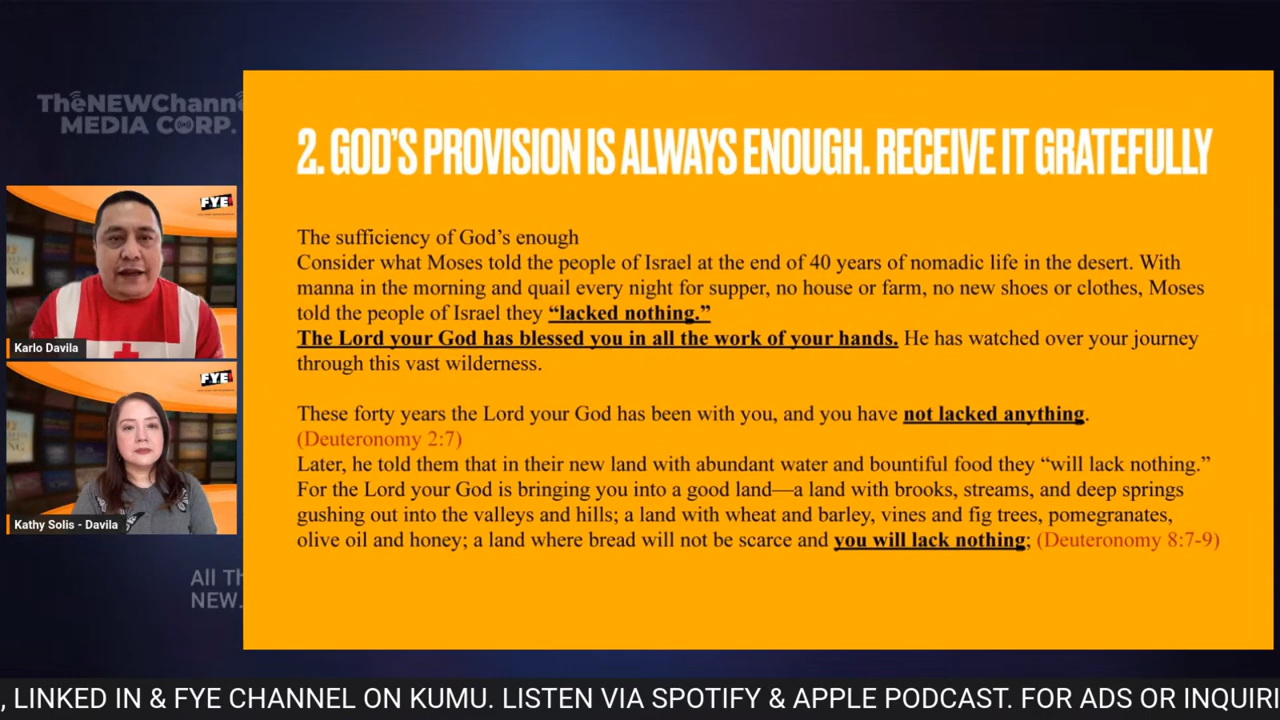 TheNEWChann
MEDIA CORP.
2. GOD'S PROVISION IS ALWAYS ENOUGH. RECEIVE IT GRATEFULLY
The sufficiency of God's enough
Consider what Moses told the people of Israel at the end of 40 years of nomadic life in the desert. With
manna in the morning and quail every night for supper, no house or farm, no new shoes or clothes, Moses
told the people of Israel they “lacked nothing.”
The Lord your God has blessed you in all the work of your hands. He has watched over your journey
through this vast wilderness.
These forty years the Lord your God has been with you, and you have not lacked anything.
(Deuteronomy 2:7)
Later, he told them that in their new land with abundant water and bountiful food they “will lack nothing.”
For the Lord your God is bringing you into a good land—a land with brooks, streams, and deep springs
gushing out into the valleys and hills; a land with wheat and barley, vines and fig trees, pomegranates,
olive oil and honey; a land where bread will not be scarce and you will lack nothing; (Deuteronomy 8:7-9)
FYE
Karlo Davila
FYE
Kathy Solis - Davila
All Th
NEW.
, LINKED IN & FYE CHANNEL ON KUMU. LISTEN VIA SPOTIFY & APPLE PODCAST. FOR ADS OR INQUIRI